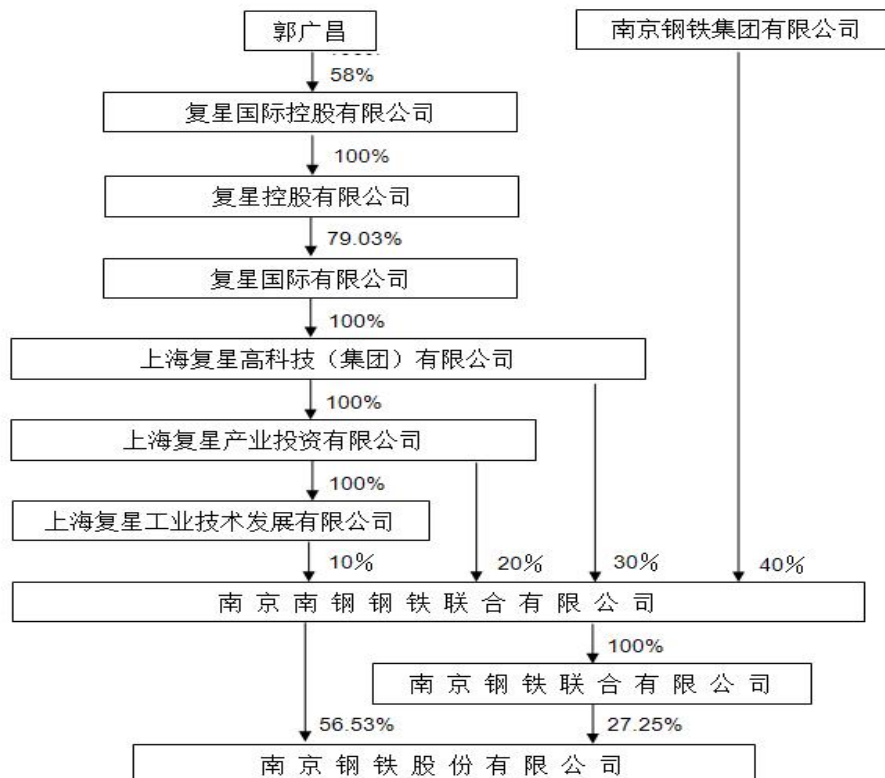 郭广昌
南京钢铁集团有限公司
58%
复星国际控股有限公司
100%
复星控股有限公司
79.03%
复星国际有限公司
100%
上海复星高科技（集团）有限公司
100%
上海复星产业投资有限公司
100%
上海复星工业技术发展有限公司
10%
20%
30%
40%
南京南钢钢铁联合有限公司
100%
南京钢铁联合有限公司
56.53%
27.25%
南京钢铁股份有限公司